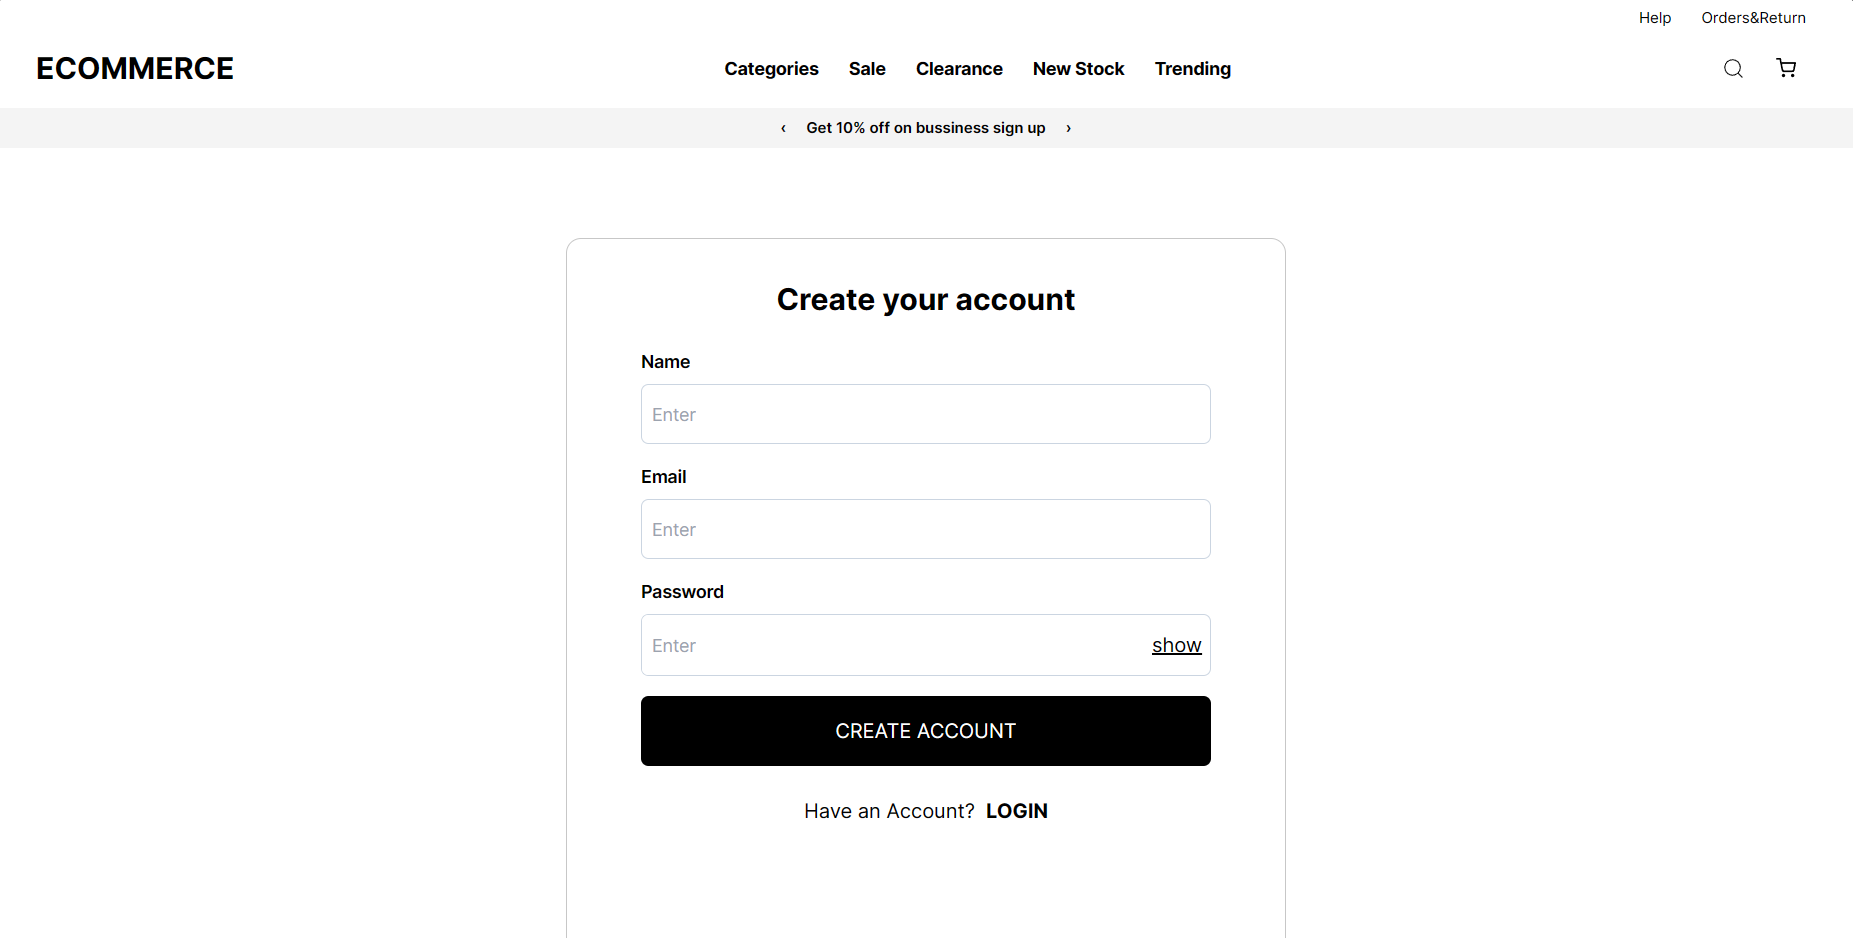 Help Orders&Return
ECOMMERCE Categories Sale Clearance New Stock Trending
‹ Get 10% off on bussiness sign up ›
Create your account
Name
Enter
Email
Enter
Password
Enter show
CREATE ACCOUNT
Have an Account? LOGIN